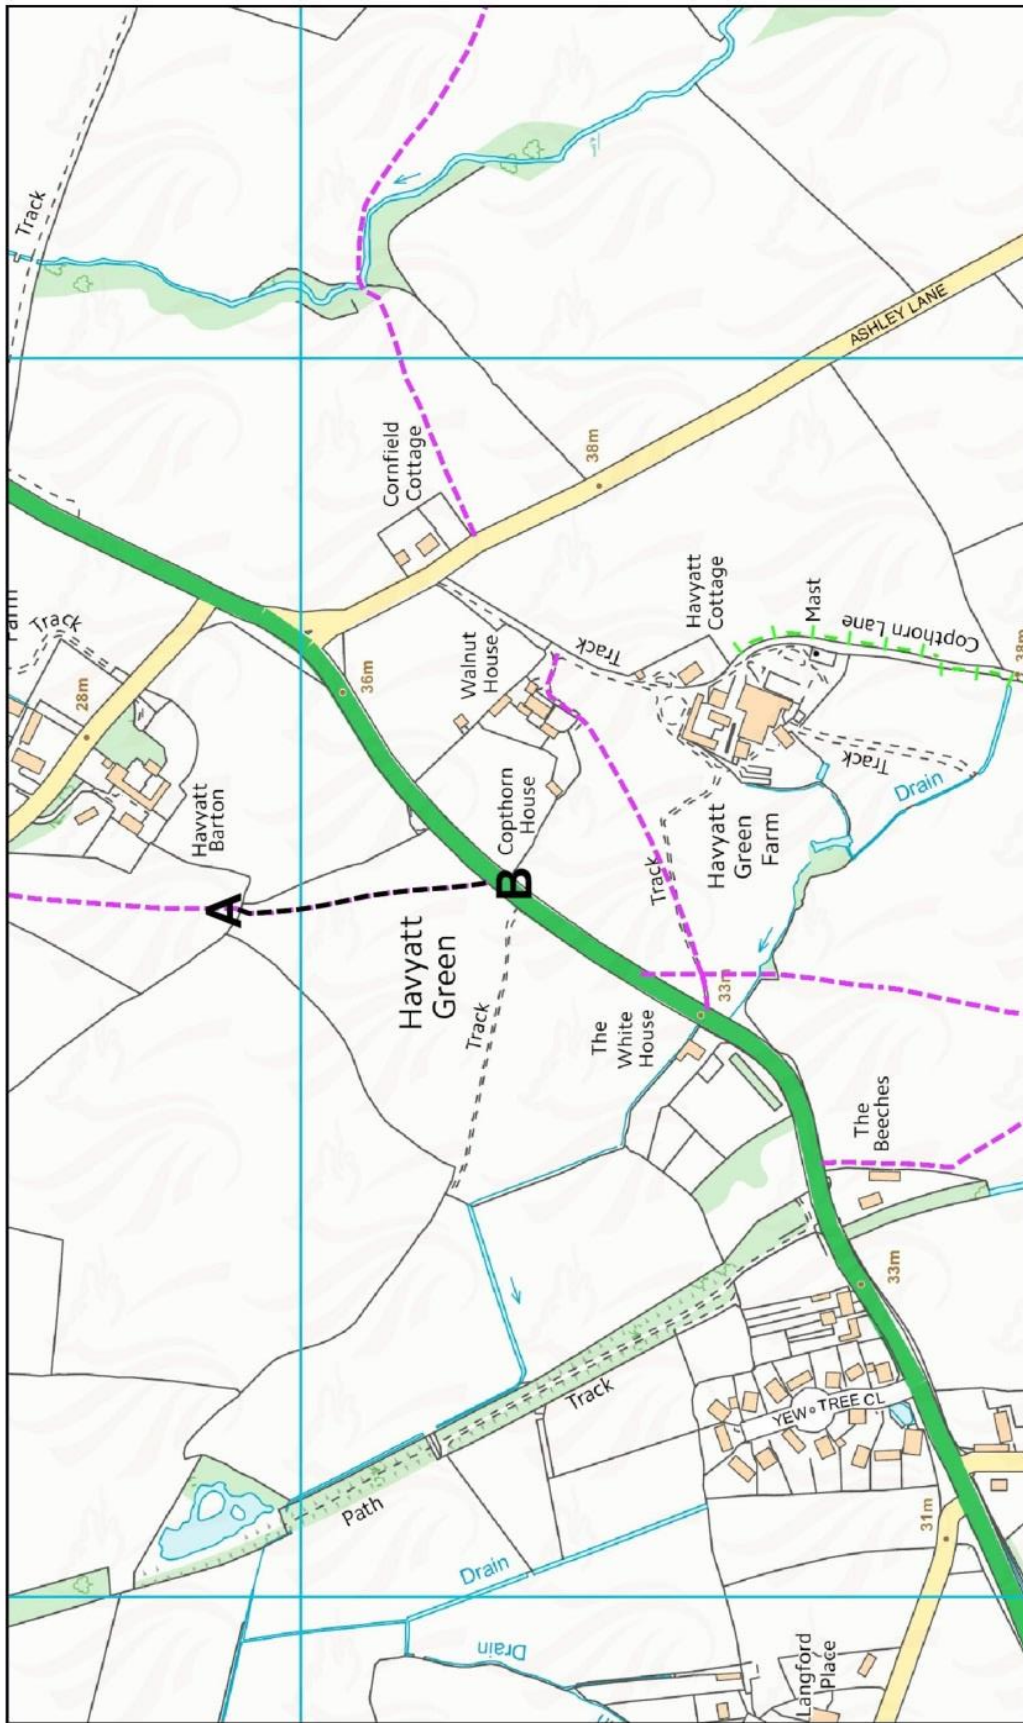 Track
Track
28m
Havyatt
Barton
A
Path
36m
Cornfield
Cottage
Havyatt
Green
Track
Walnut
House
Drain
Drain
Copthorn
House
B
Track
38m
Track
The
White
House
Track
Havyatt
Cottage
Havyatt
Green
Farm
33m
Mast
Langford
Place
YEW TREE CL
Copthorn Lane
The
Beeches
Track
33m
ASHLEY LANE
Drain
31m
38m